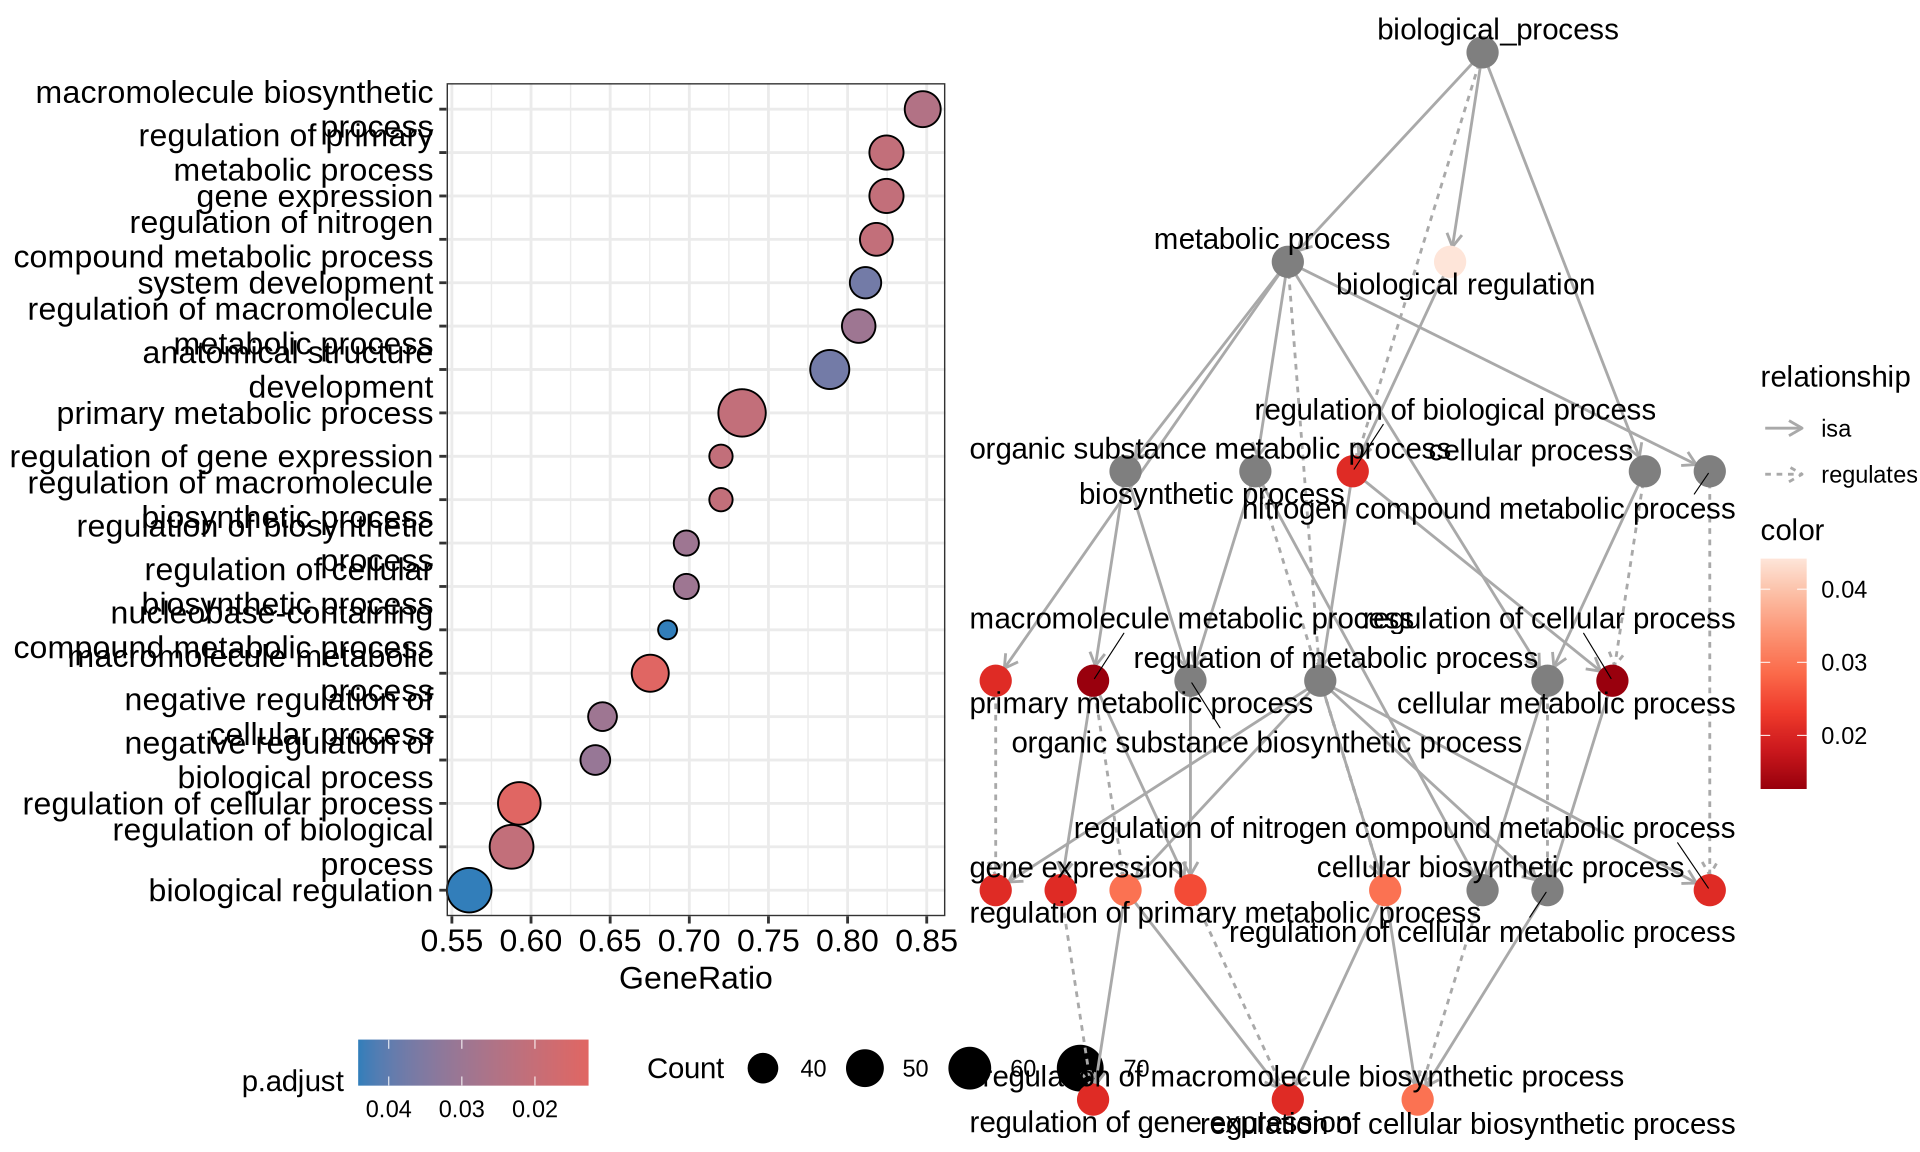 macromolecule biosynthetic
process
regulation of primary
metabolic process
gene expression
regulation of nitrogen
compound metabolic process
system development
regulation of macromolecule
metabolic process
anatomical structure
development
primary metabolic process
regulation of gene expression
regulation of macromolecule
biosynthetic process
regulation of biosynthetic
process
regulation of cellular
biosynthetic process
nucleobase-containing
compound metabolic process
macromolecule metabolic
process
negative regulation of
cellular process
negative regulation of
biological process
regulation of cellular process
regulation of biological
process
biological regulation
0.55 0.60 0.65 0.70 0.75 0.80 0.85
GeneRatio
p.adjust
0.04 0.03 0.02
Count 40 50 60 70
biological_process
metabolic process
biological regulation
regulation of biological process
organic substance metabolic process
cellular process
biosynthetic process
nitrogen compound metabolic process
macromolecule metabolic process
regulation of cellular process
regulation of metabolic process
primary metabolic process
cellular metabolic process
organic substance biosynthetic process
regulation of nitrogen compound metabolic process
gene expression
cellular biosynthetic process
regulation of primary metabolic process
regulation of cellular metabolic process
regulation of macromolecule biosynthetic process
regulation of gene expression
regulation of cellular biosynthetic process
relationship
isa
regulates
color
0.04
0.03
0.02